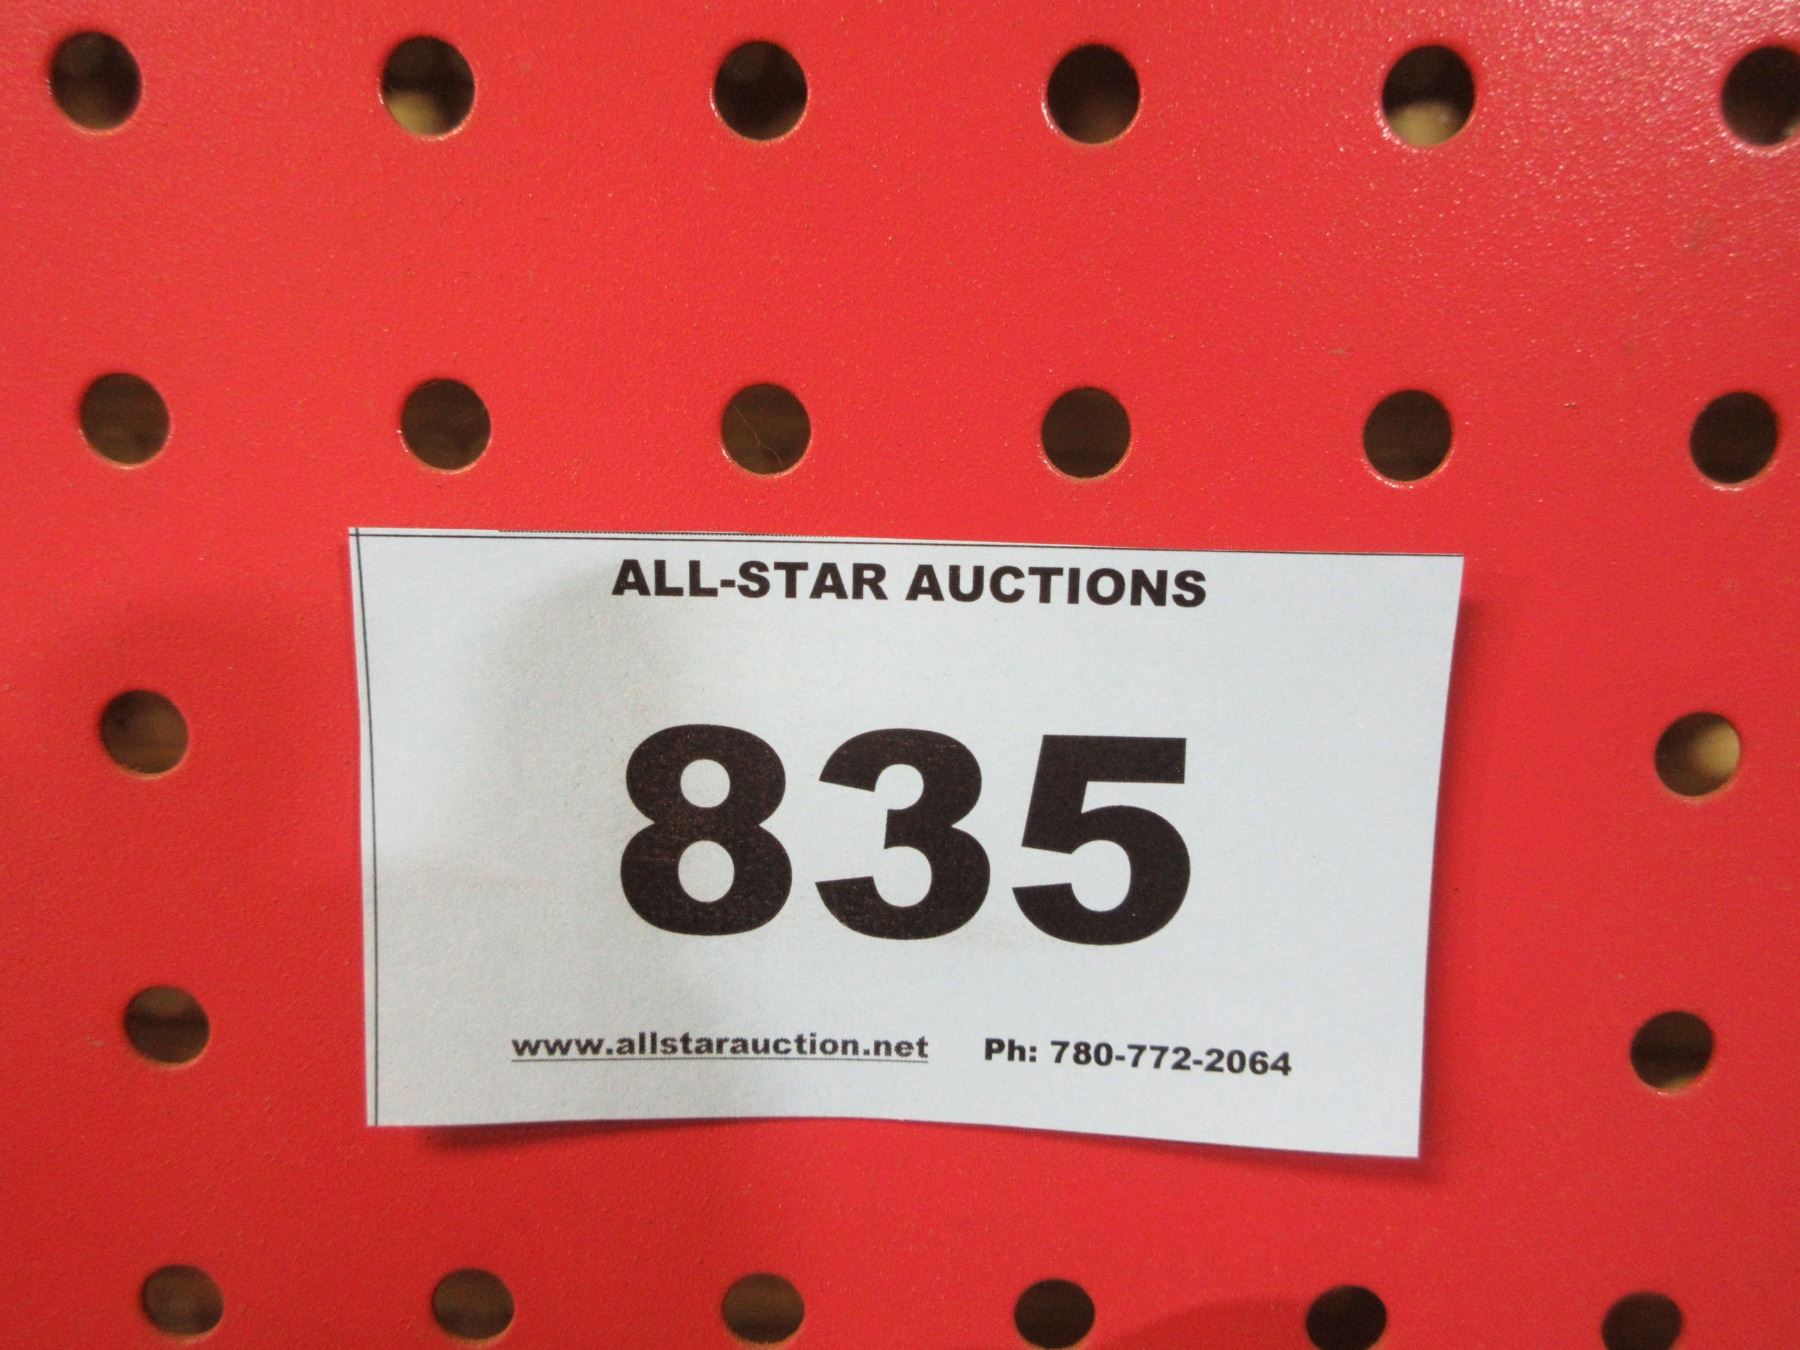 ALL-STAR AUCTIONS
835
www.allstarauction.net Ph: 780-772-2064